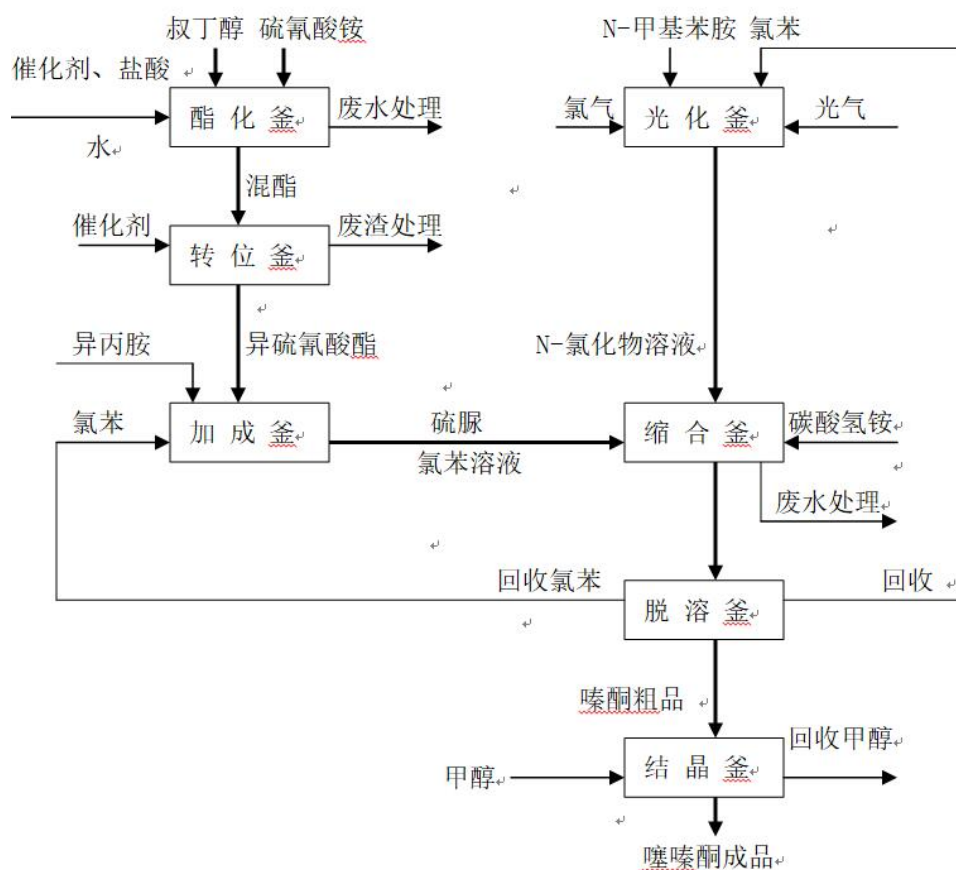 叔丁醇 硫氰酸铵
N-甲基苯胺 氯苯
催化剂、盐酸
酯化釜
废水处理
氯气
光化釜
光气
水
混酯
催化剂
转位釜
废渣处理
异丙胺
异硫氰酸酯
N-氯化物溶液
氯苯
加成釜
硫脲
氯苯溶液
缩合釜
碳酸氢铵
废水处理
回收氯苯
脱溶釜
回收
嗪酮粗品
甲醇
结晶釜
回收甲醇
噻嗪酮成品